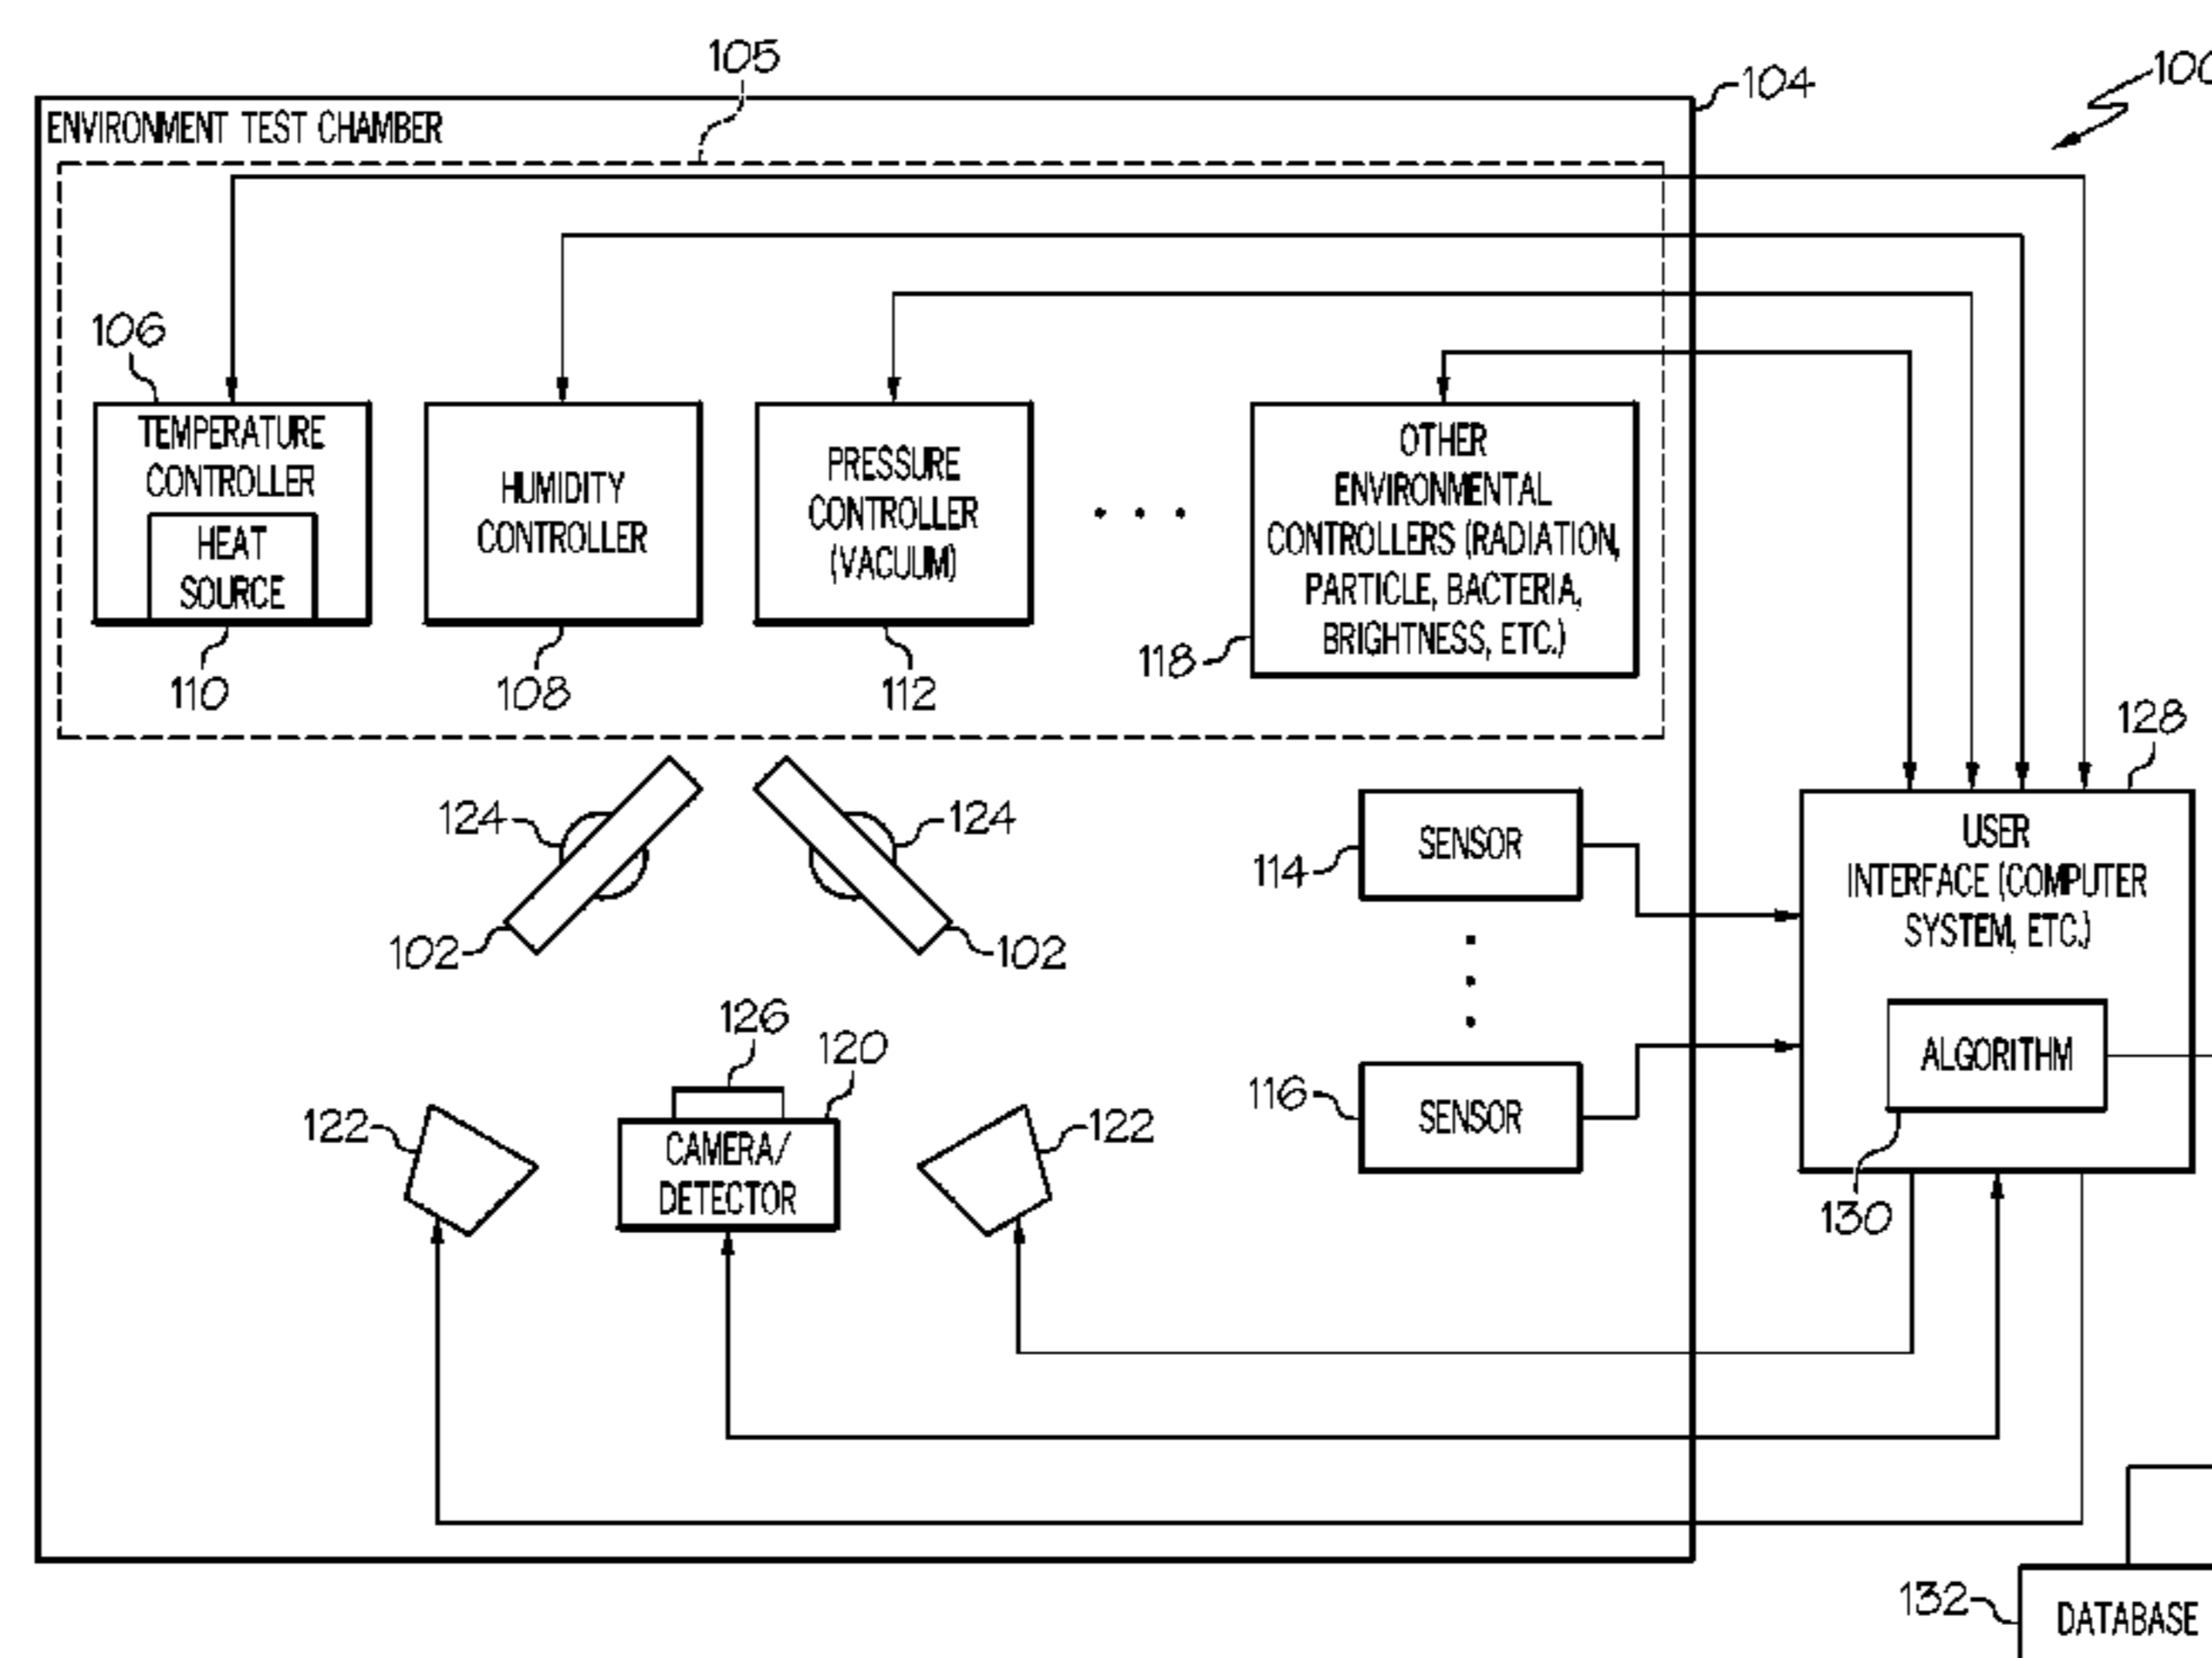 105
104
ENVIRONMENT TEST CHAMBER
106
TEMPERATURE
CONTROLLER
HEAT
SOURCE
110
HUMIDITY
CONTROLLER
108
PRESSURE
CONTROLLER
(VACUUM)
112
• • •
OTHER
ENVIRONMENTAL
CONTROLLERS (RADIATION,
PARTICLE, BACTERIA,
BRIGHTNESS, ETC.)
118
124
124
102
102
SENSOR
114
SENSOR
116
128
USER
INTERFACE (COMPUTER
SYSTEM, ETC.)
ALGORITHM
130
126
120
122
CAMERA/
DETECTOR
122
132
DATABASE